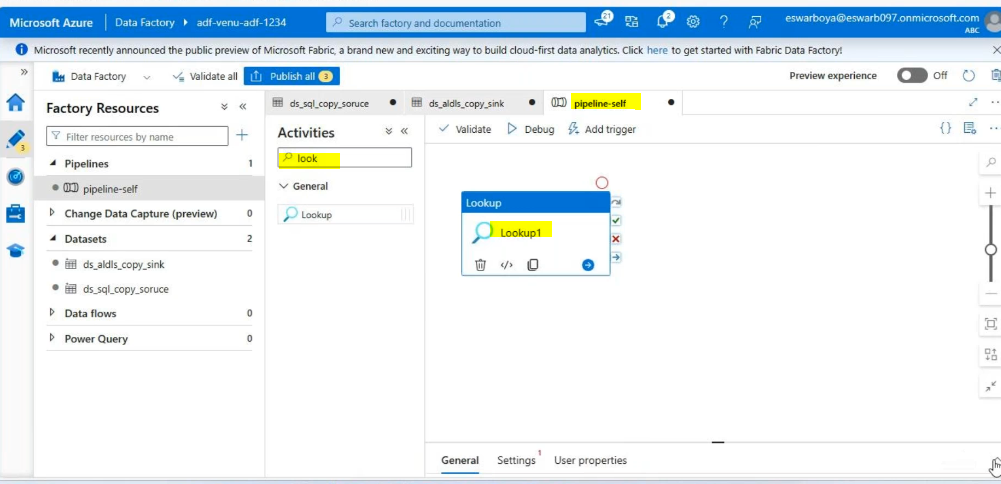 Microsoft Azure | Data Factory ▸ adf-venu-adf-1234
Search factory and documentation
21
2
eswarboya@eswarb097.onmicrosoft.com
ABC
Microsoft recently announced the public preview of Microsoft Fabric, a brand new and exciting way to build cloud-first data analytics. Click here to get started with Fabric Data Factory!
Data Factory
Validate all
Publish all 3
Preview experience
Off
Factory Resources
Filter resources by name
3
Pipelines 1
pipeline-self
Change Data Capture (preview) 0
Datasets 2
ds_aldls_copy_sink
ds_sql_copy_soruce
Data flows 0
Power Query 0
ds_sql_copy_soruce
ds_aldls_copy_sink
pipeline-self
Activities
look
General
Lookup
Validate
Debug
Add trigger
Lookup
Lookup1
General
Settings 1
User properties